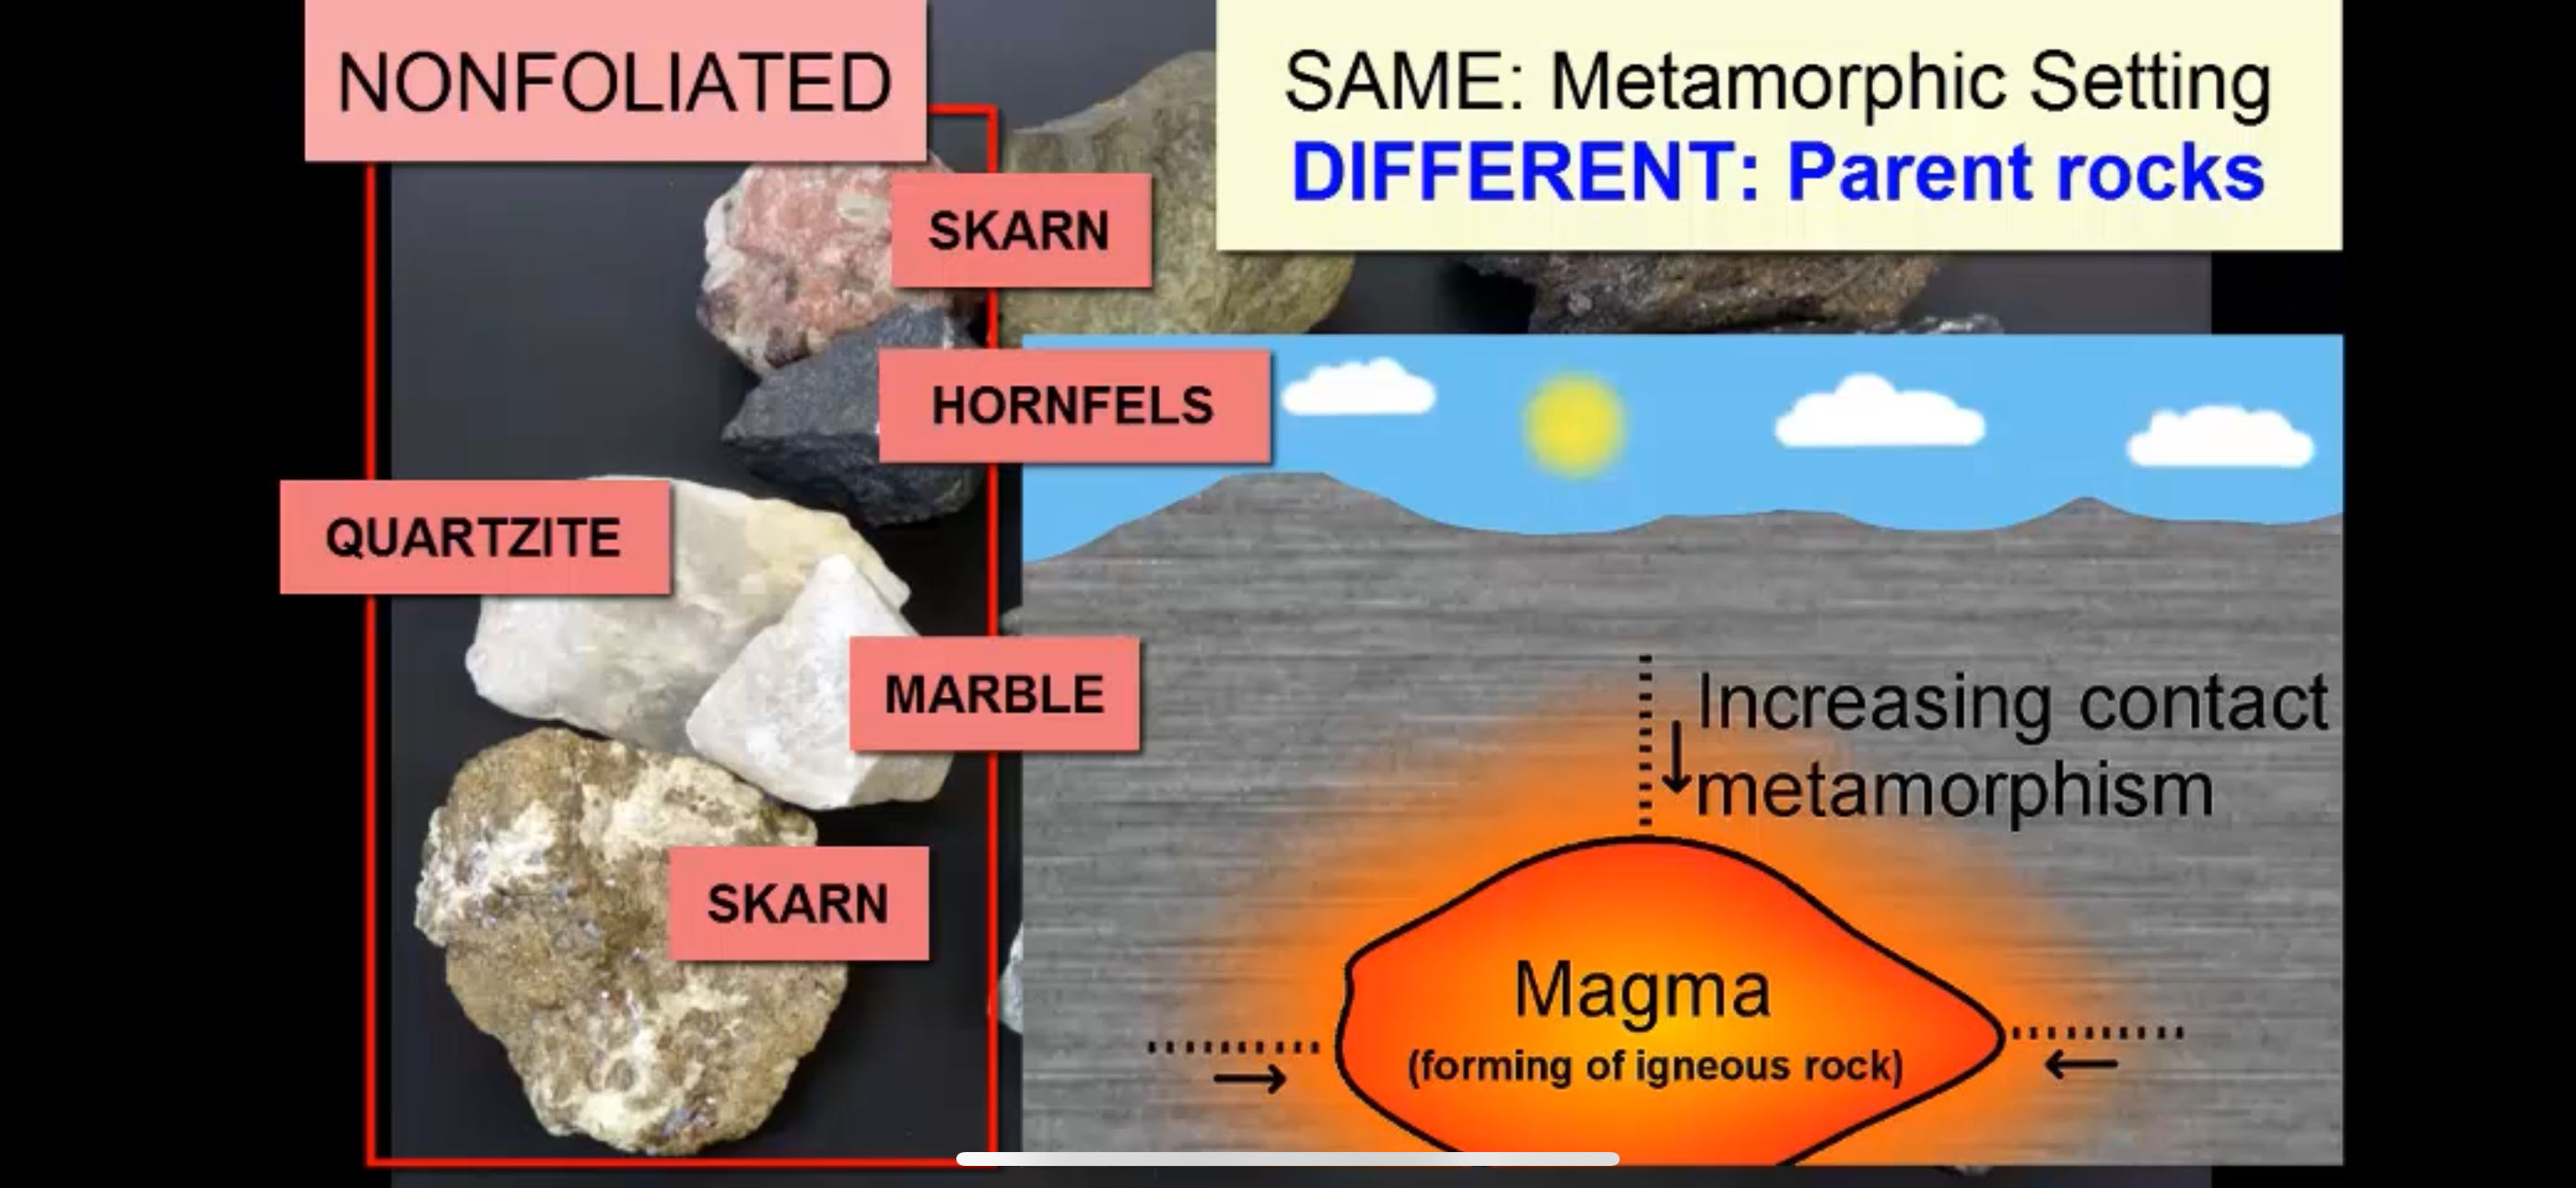 NONFOLIATED
SAME: Metamorphic Setting
DIFFERENT: Parent rocks
SKARN
HORNFELS
QUARTZITE
MARBLE
SKARN
Increasing contact
metamorphism
Magma
(forming of igneous rock)